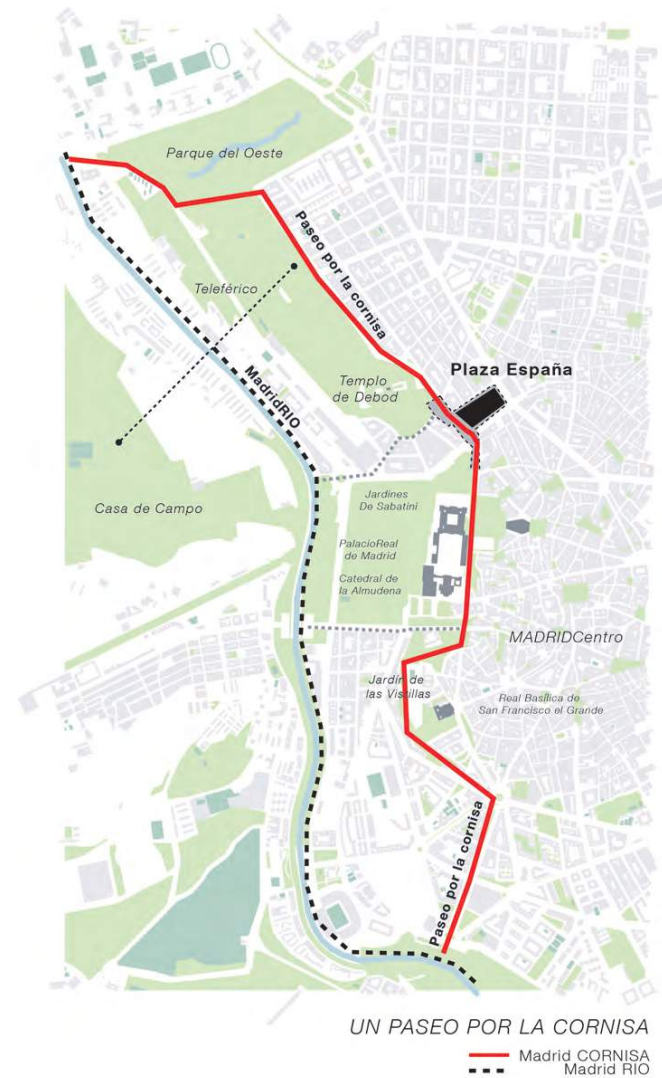 Parque del Oeste
Paseo por la cornisa
Teleférico
Plaza España
MadridRIO
Templo
de Debod
Jardines
De Sabatini
Casa de Campo
PalacioReal
de Madrid
Catedral de
la Almudena
MADRIDCentro
Jardín de
las Vistillas
Real Basílica de
San Francisco el Grande
Paseo por la cornisa
UN PASEO POR LA CORNISA
Madrid CORNISA
Madrid RIO